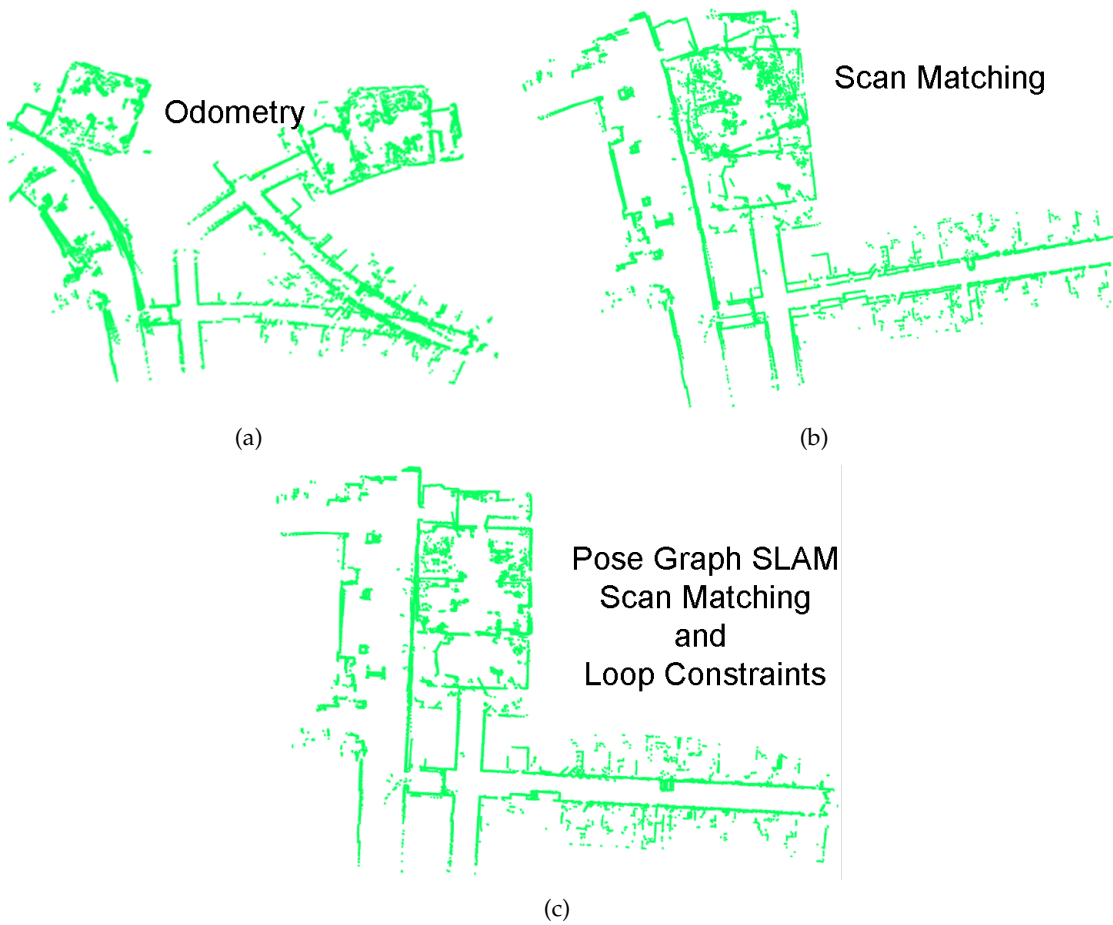 Odometry
Scan Matching
(a)
(b)
Pose Graph SLAM
Scan Matching
and
Loop Constraints
(c)